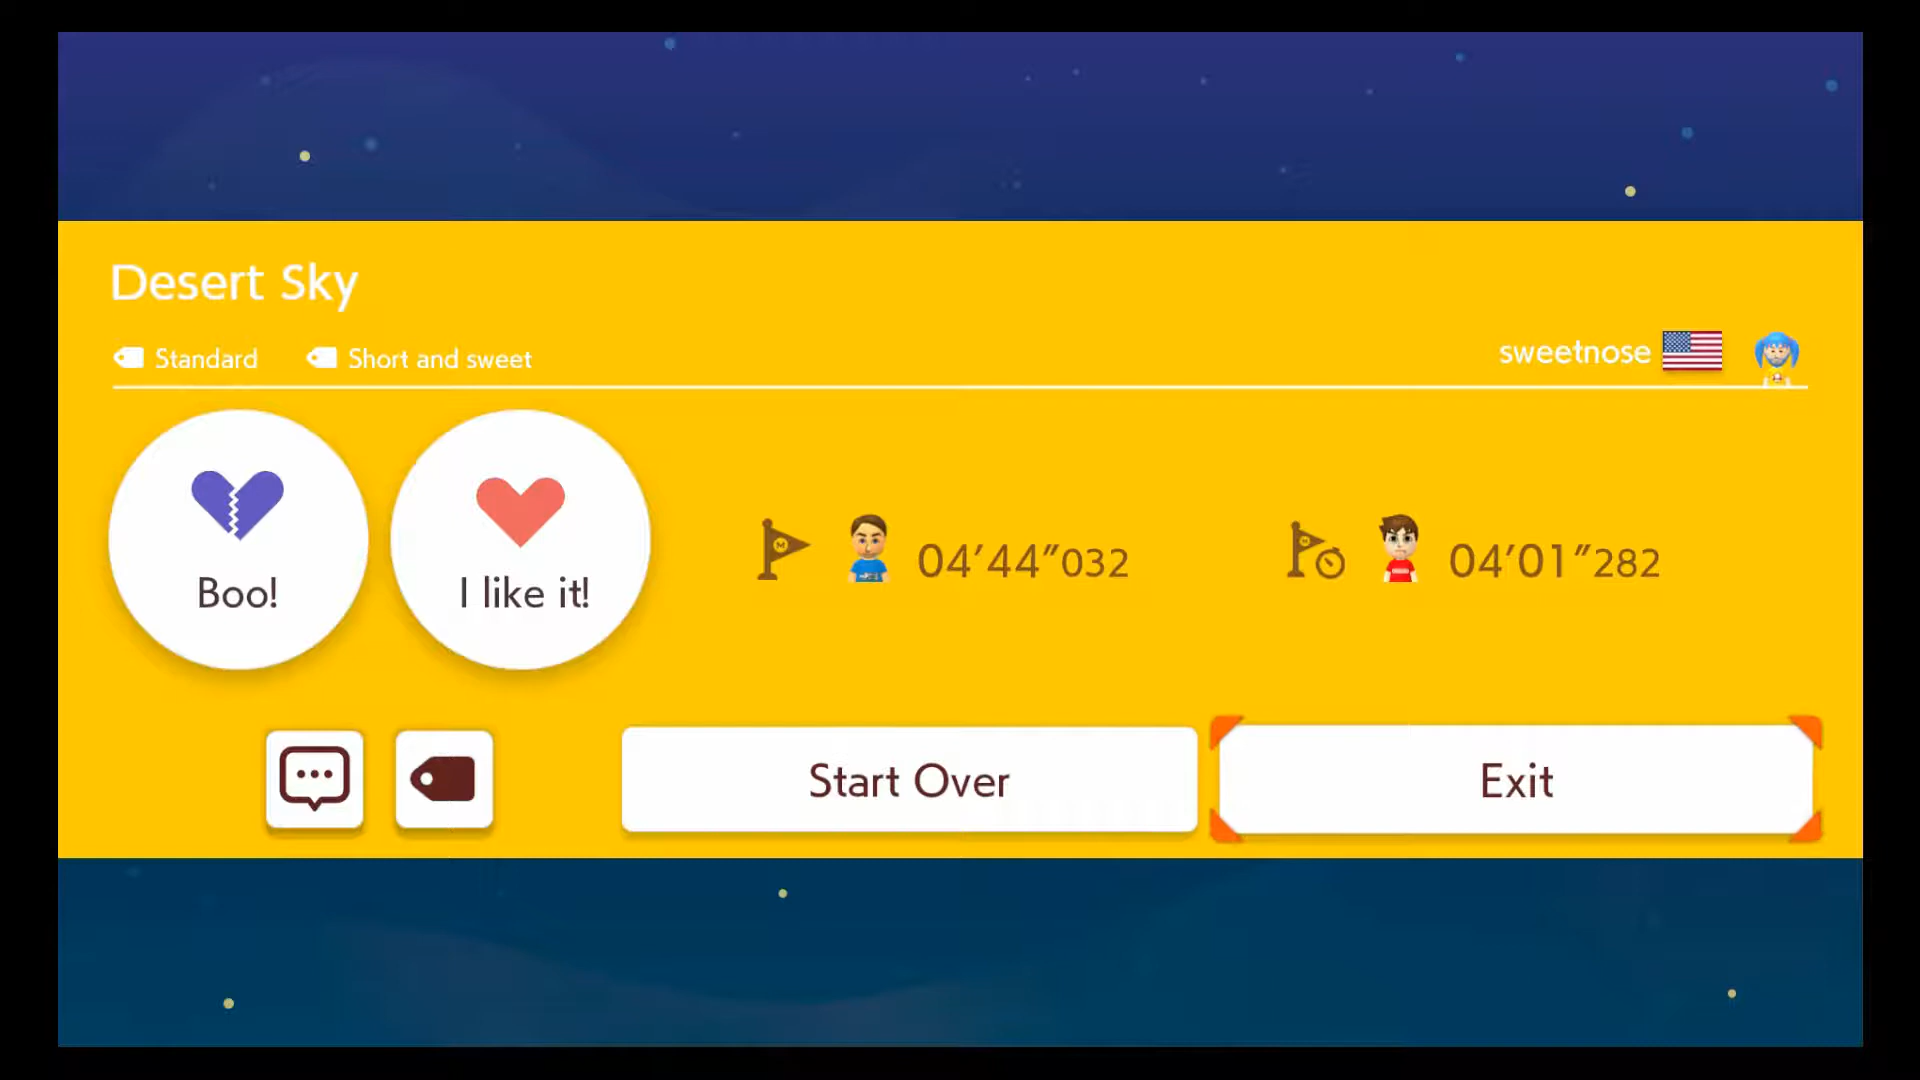 Desert Sky
Standard Short and sweet
sweetnose
Boo!
I like it!
04'44"032
04'01"282
Start Over
Exit